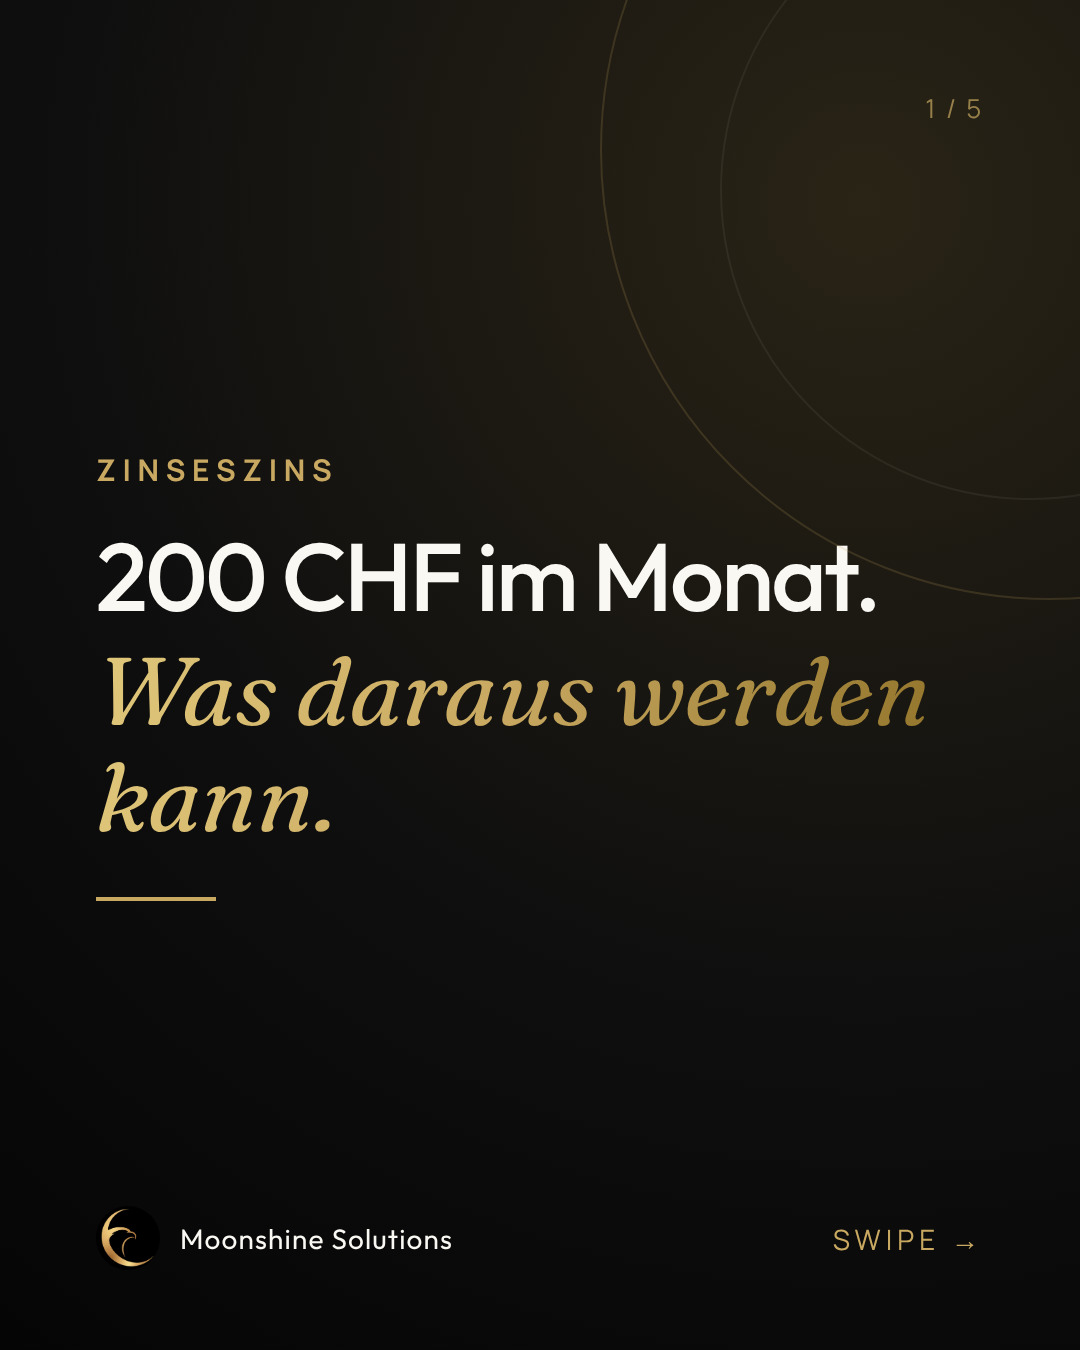 1 / 5
ZINSESZINS
200 CHF im Monat.
Was daraus werden
kann.
Moonshine Solutions
SWIPE →